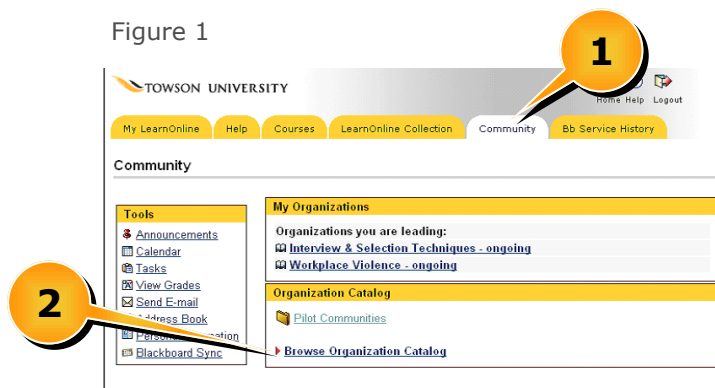 Figure 1
1
TOWSON UNIVERSITY
Home Help Logout
My LearnOnline Help Courses LearnOnline Collection Community Bb Service History
Community
Tools
Announcements
Calendar
Tasks
View Grades
Send E-mail
Address Book
Blackboard Sync
My Organizations
Organizations you are leading:
Interview & Selection Techniques - ongoing
Workplace Violence - ongoing
Organization Catalog
Pilot Communities
Browse Organization Catalog
2